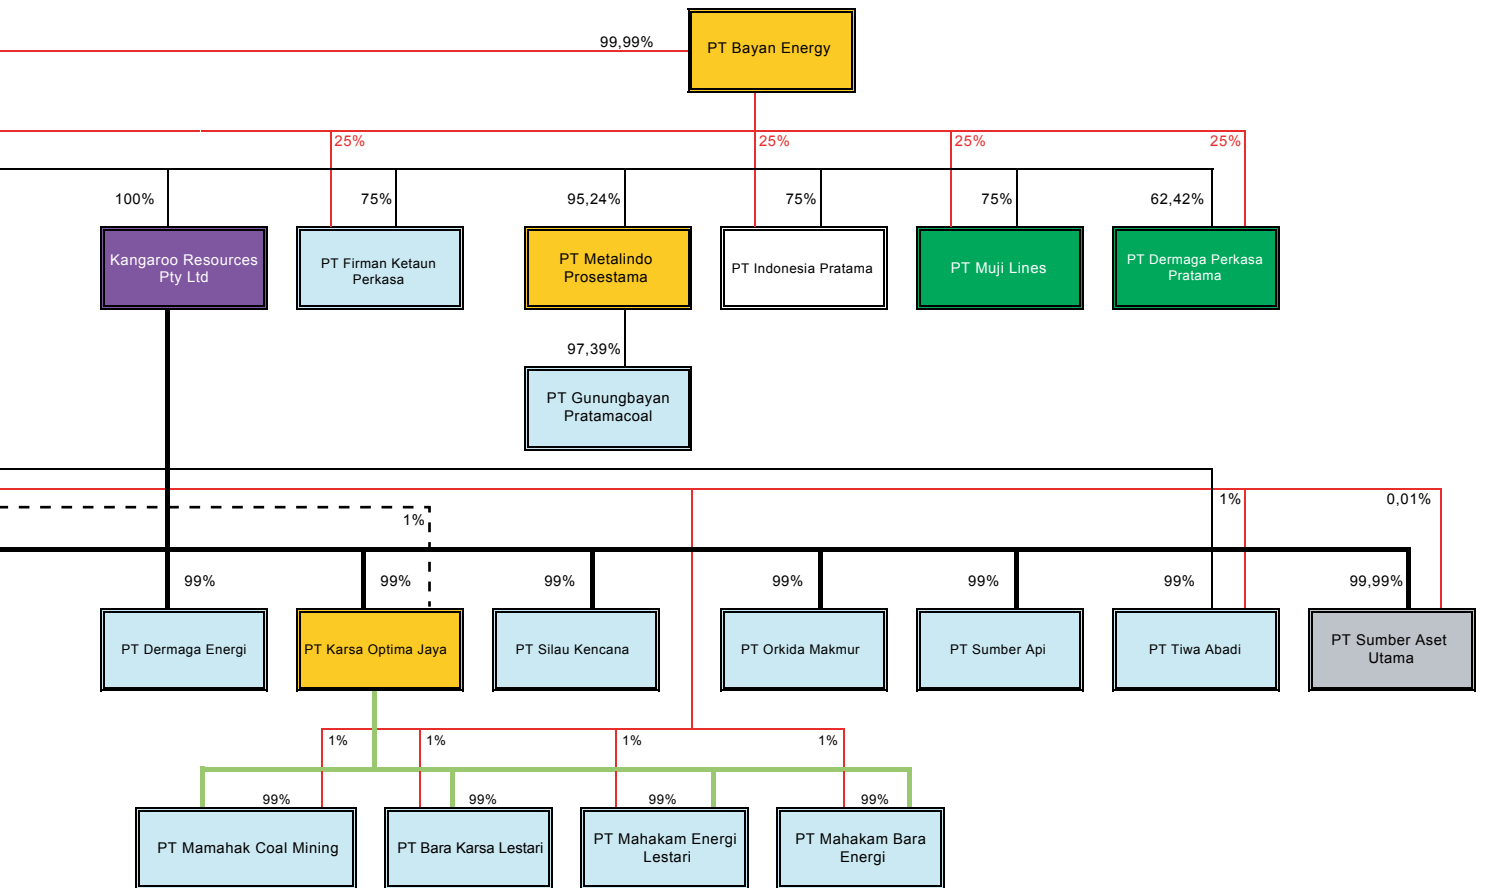 99,99%
PT Bayan Energy
25%
25%
25%
25%
100%
75%
95,24%
75%
75%
62,42%
Kangaroo Resources
Pty Ltd
PT Firman Ketaun
Perkasa
PT Metalindo
Prosestama
PT Indonesia Pratama
PT Muji Lines
PT Dermaga Perkasa
Pratama
97,39%
PT Gunungbayan
Pratamacoal
1%
1%
0,01%
99%
99%
99%
99%
99%
99%
99,99%
PT Dermaga Energi
PT Karsa Optima Jaya
PT Silau Kencana
PT Orkida Makmur
PT Sumber Api
PT Tiwa Abadi
PT Sumber Aset
Utama
1%
1%
1%
1%
99%
99%
99%
99%
PT Mamahak Coal Mining
PT Bara Karsa Lestari
PT Mahakam Energi
Lestari
PT Mahakam Bara
Energi